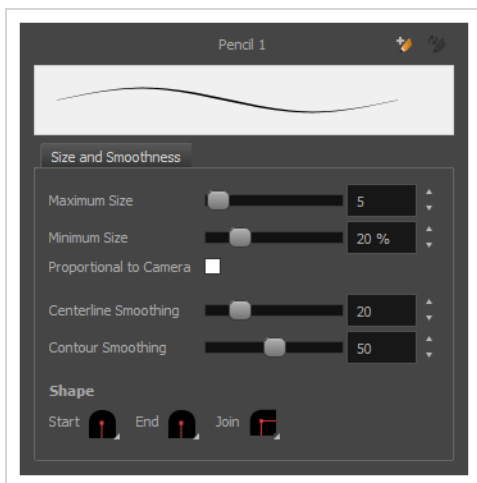 Pencil 1
Size and Smoothness
Maximum Size 5
Minimum Size 20 %
Proportional to Camera
Centerline Smoothing 20
Contour Smoothing 50
Shape
Start End Join